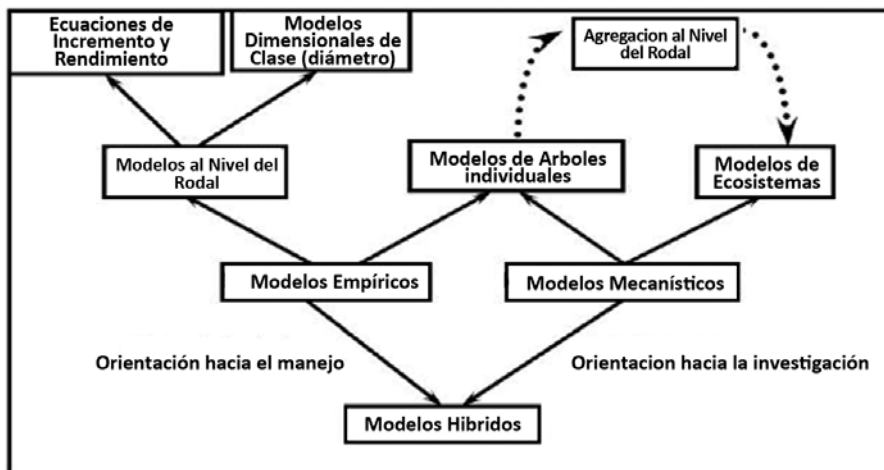 Ecuaciones de
Incremento y
Rendimiento
Modelos
Dimensionales de
Clase (diámetro)
Agregacion al Nivel
del Rodal
Modelos al Nivel del
Rodal
Modelos de Arboles
individuales
Modelos de
Ecosistemas
Modelos Empíricos
Modelos Mecanísticos
Orientación hacia el manejo
Orientacion hacia la investigación
Modelos Hibridos